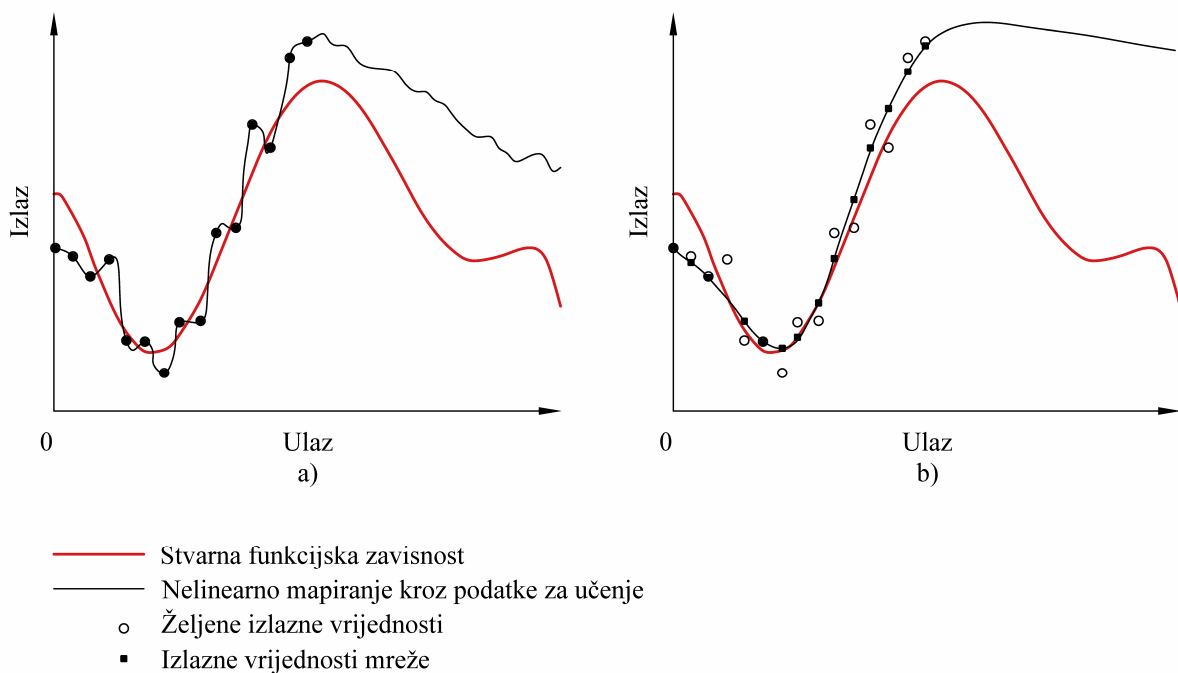 Izlaz
0
Ulaz
a)
Izlaz
0
Ulaz
b)
Stvarna funkcijska zavisnost
Nelinearno mapiranje kroz podatke za učenje
Željene izlazne vrijednosti
Izlazne vrijednosti mreže